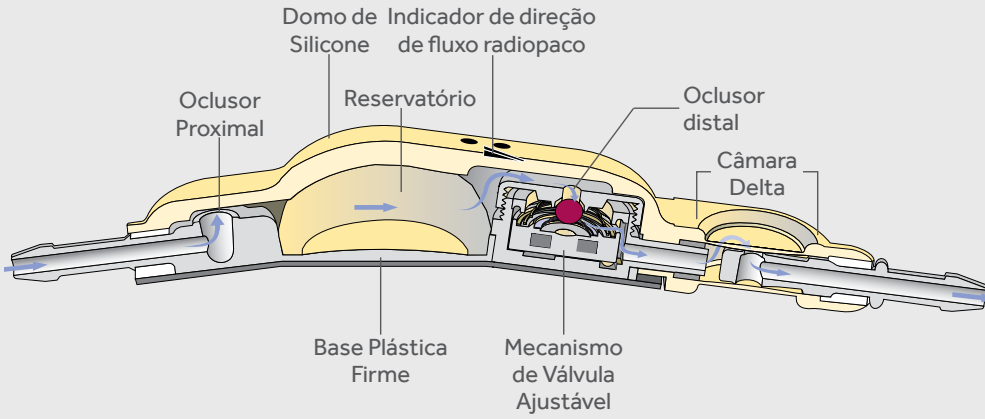 Domo de
Silicone
Indicador de direção
de fluxo radiopaco
Oclusor
Proximal
Reservatório
Oclusor
distal
Câmara
Delta
Base Plástica
Firme
Mecanismo
de Válvula
Ajustável